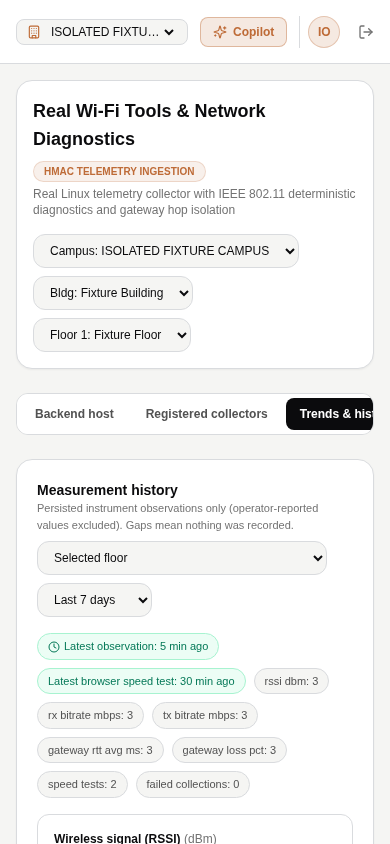 ISOLATED FIXTU...
Copilot
IO
Real Wi-Fi Tools & Network
Diagnostics
HMAC TELEMETRY INGESTION
Real Linux telemetry collector with IEEE 802.11 deterministic
diagnostics and gateway hop isolation
Campus: ISOLATED FIXTURE CAMPUS
Bldg: Fixture Building
Floor 1: Fixture Floor
Backend host Registered collectors Trends & hist
Measurement history
Persisted instrument observations only (operator-reported
values excluded). Gaps mean nothing was recorded.
Selected floor
Last 7 days
Latest observation: 5 min ago
Latest browser speed test: 30 min ago rssi dbm: 3
rx bitrate mbps: 3 tx bitrate mbps: 3
gateway rtt avg ms: 3 gateway loss pct: 3
speed tests: 2 failed collections: 0
Wireless signal (RSSI) (dBm)